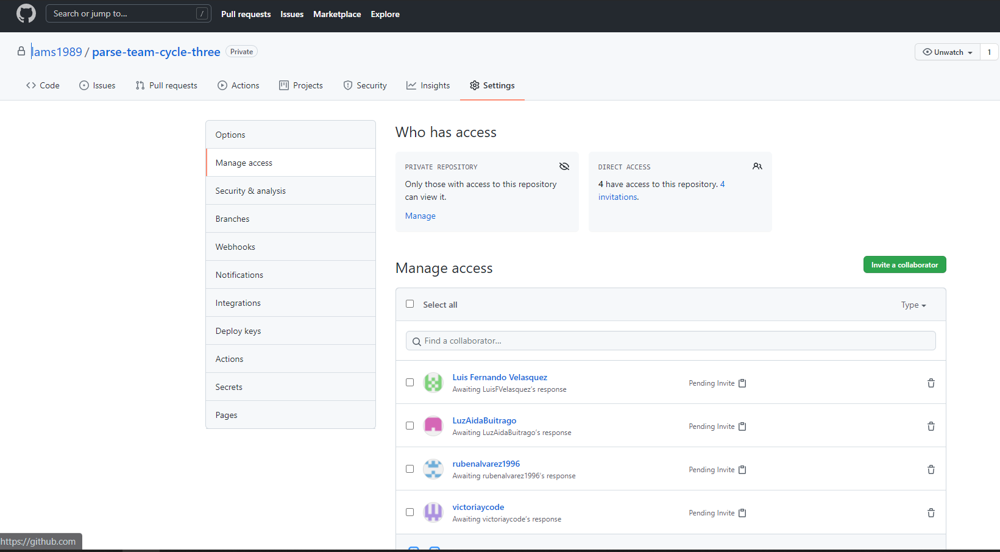 Search or jump to... /
Pull requests Issues Marketplace Explore
lams1989 / parse-team-cycle-three Private
Unwatch 1
Code Issues Pull requests Actions Projects Security Insights Settings
Options
Manage access
Security & analysis
Branches
Webhooks
Notifications
Integrations
Deploy keys
Actions
Secrets
Pages
Who has access
PRIVATE REPOSITORY
Only those with access to this repository
can view it.
Manage
DIRECT ACCESS
4 have access to this repository. 4
invitations.
Manage access
Invite a collaborator
Select all Type
Find a collaborator...
Luis Fernando Velasquez
Awaiting LuisFVelasquez's response
Pending Invite
LuzAidaBuitrago
Awaiting LuzAidaBuitrago's response
Pending Invite
rubenalvarez1996
Awaiting rubenalvarez1996's response
Pending Invite
victoriaycode
Awaiting victoriaycode's response
Pending Invite
https://github.com